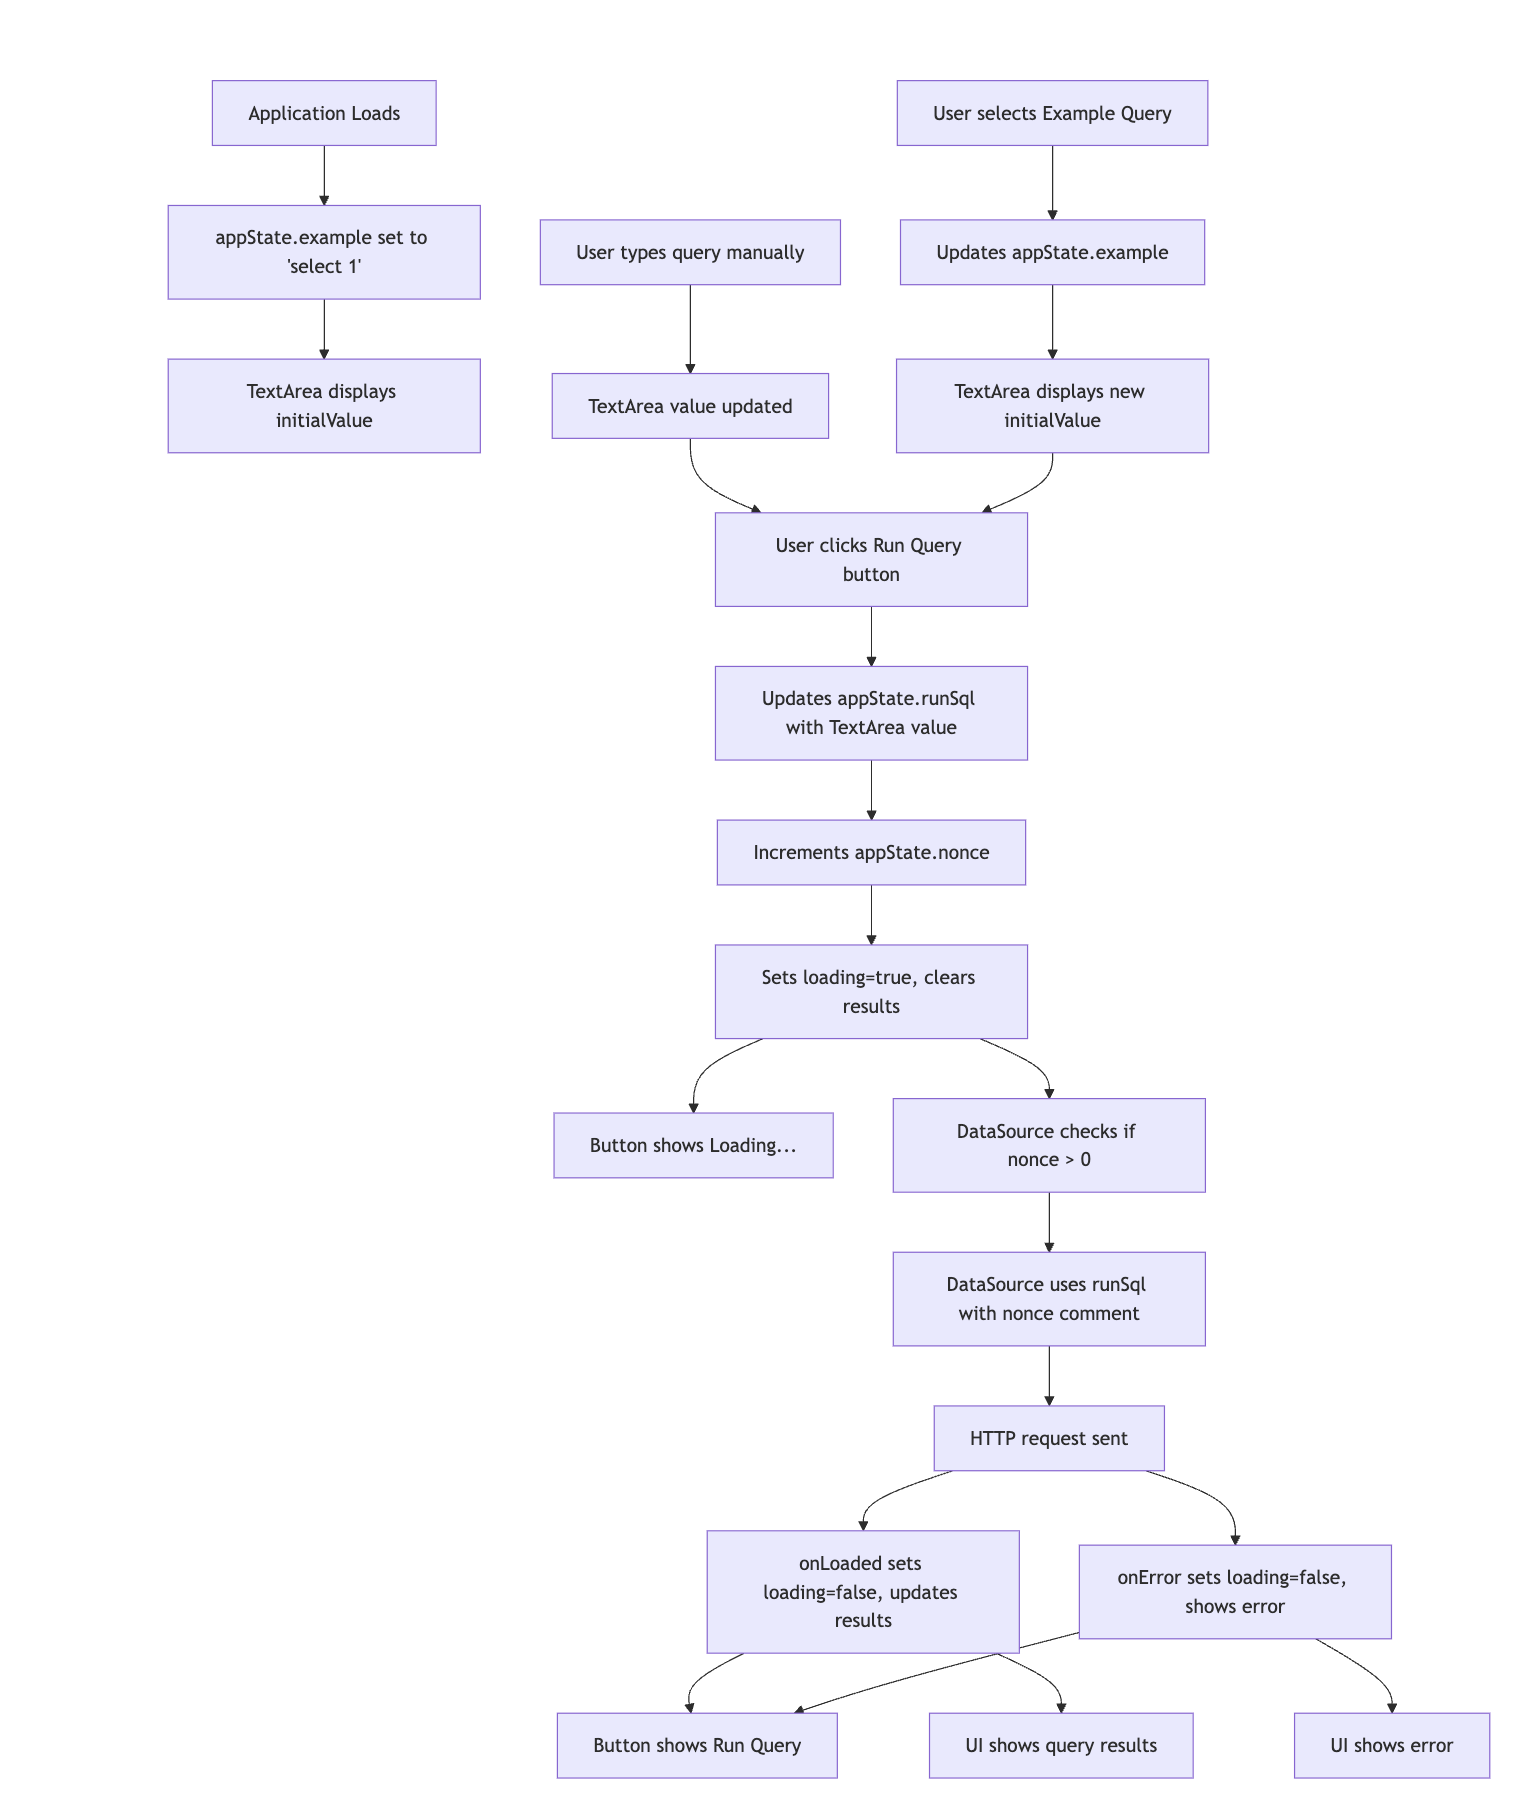 Application Loads
User selects Example Query
appState.example set to
'select 1'
User types query manually
Updates appState.example
TextArea displays
initialValue
TextArea value updated
TextArea displays new
initialValue
User clicks Run Query
button
Updates appState.runSql
with TextArea value
Increments appState.nonce
Sets loading=true, clears
results
Button shows Loading...
DataSource checks if
nonce > 0
DataSource uses runSql
with nonce comment
HTTP request sent
onLoaded sets
loading=false, updates
results
onError sets loading=false,
shows error
Button shows Run Query
UI shows query results
UI shows error